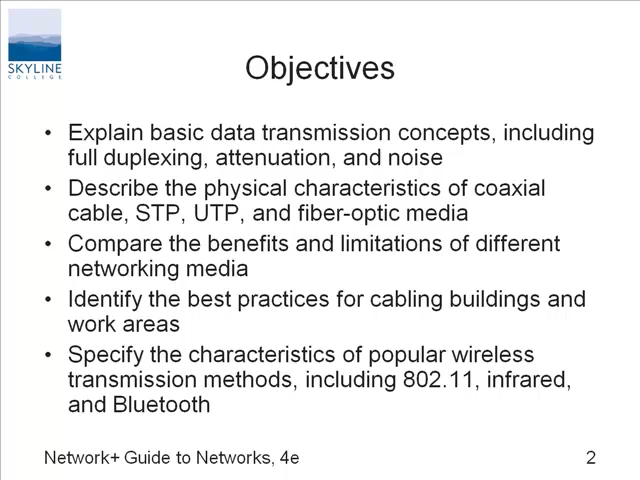 SKYLINE
COLLEGE
Objectives
• Explain basic data transmission concepts, including
full duplexing, attenuation, and noise
• Describe the physical characteristics of coaxial
cable, STP, UTP, and fiber-optic media
• Compare the benefits and limitations of different
networking media
• Identify the best practices for cabling buildings and
work areas
• Specify the characteristics of popular wireless
transmission methods, including 802.11, infrared,
and Bluetooth
Network+ Guide to Networks, 4e
2